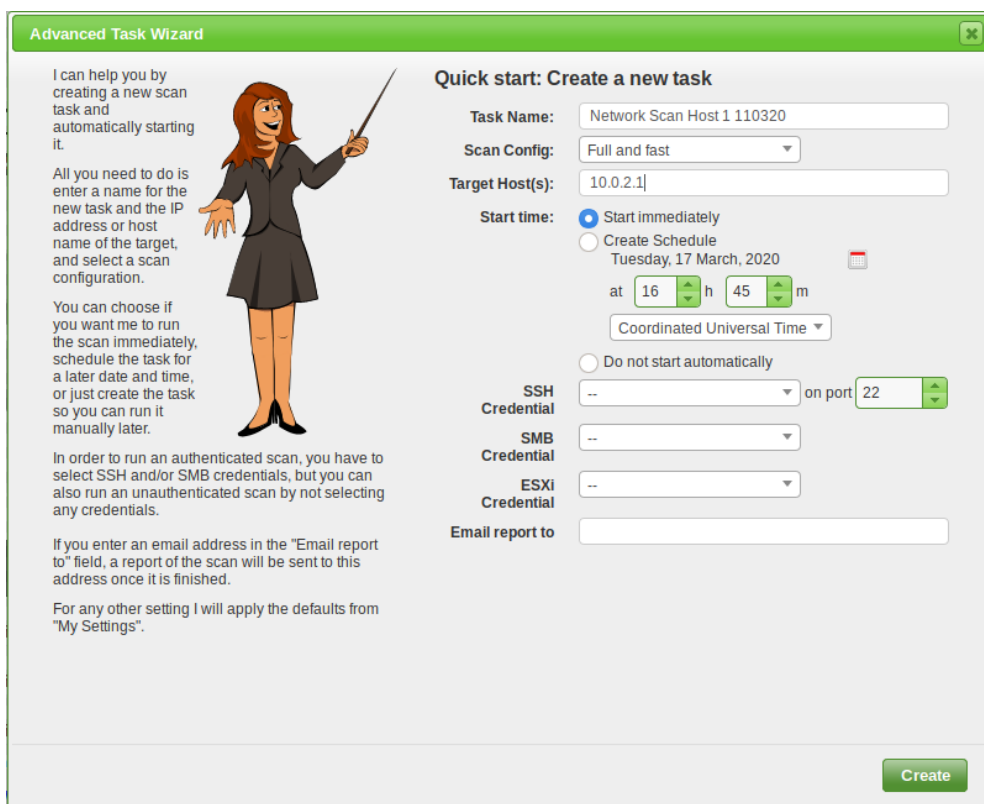 Advanced Task Wizard
I can help you by
creating a new scan
task and
automatically starting
it.
All you need to do is
enter a name for the
new task and the IP
address or host
name of the target,
and select a scan
configuration.
You can choose if
you want me to run
the scan immediately,
schedule the task for
a later date and time,
or just create the task
so you can run it
manually later.
In order to run an authenticated scan, you have to
select SSH and/or SMB credentials, but you can
also run an unauthenticated scan by not selecting
any credentials.
If you enter an email address in the "Email report
to" field, a report of the scan will be sent to this
address once it is finished.
For any other setting I will apply the defaults from
"My Settings".
Quick start: Create a new task
Task Name: Network Scan Host 1 110320
Scan Config: Full and fast
Target Host(s): 10.0.2.1
Start time: Start immediately
Create Schedule
Tuesday, 17 March, 2020
at 16 h 45 m
Coordinated Universal Time
Do not start automatically
SSH
Credential -- on port 22
SMB
Credential --
ESXi
Credential --
Email report to
Create